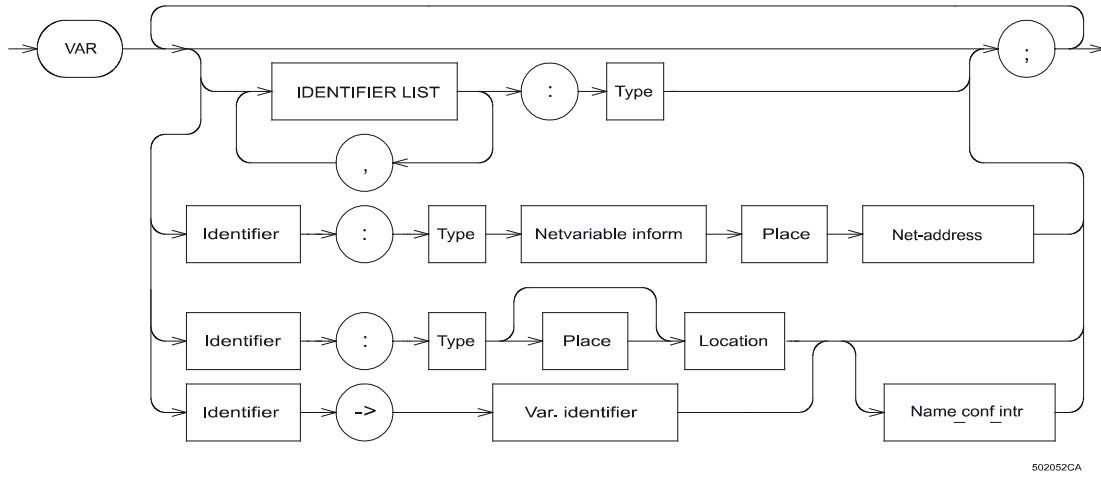 VAR
;
IDENTIFIER LIST
:
Type
,
Identifier
:
Type
Netvariable inform
Place
Net-address
Identifier
:
Type
Place
Location
Identifier
->
Var. identifier
Name_conf_intr
502052CA